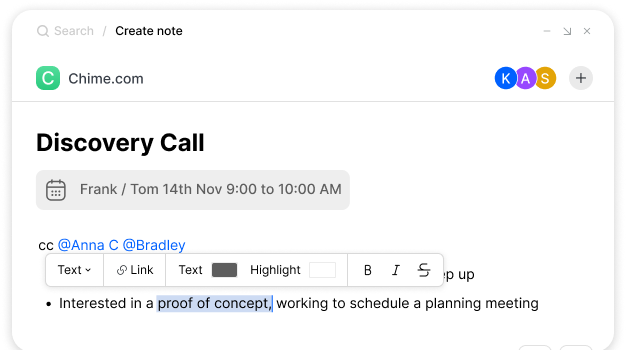 Search / Create note
C Chime.com K A S +
Discovery Call
Frank / Tom 14th Nov 9:00 to 10:00 AM
cc @Anna C @Bradley
Text Link Text Highlight B I S
up
• Interested in a proof of concept, working to schedule a planning meeting